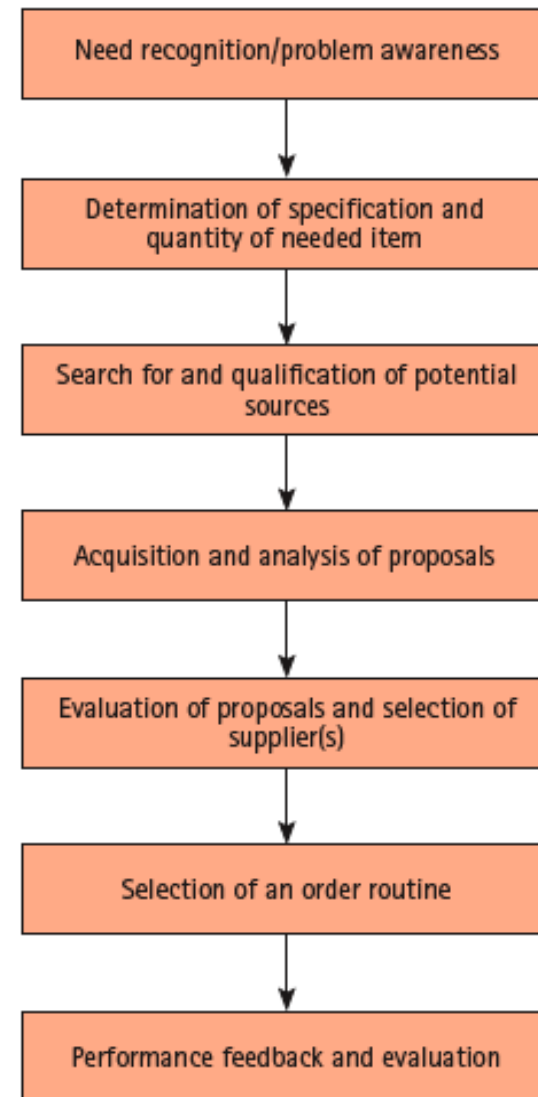 Need recognition/problem awareness
Determination of specification and
quantity of needed item
Search for and qualification of potential
sources
Acquisition and analysis of proposals
Evaluation of proposals and selection of
supplier(s)
Selection of an order routine
Performance feedback and evaluation